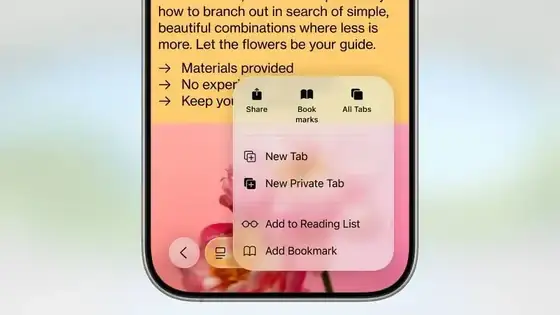 how to branch out in search of simple,
beautiful combinations where less is
more. Let the flowers be your guide.
→ Materials provided
→ No
→ Keep
Share
Book
marks
All Tabs
New Tab
New Private Tab
Add to Reading List
Add Bookmark